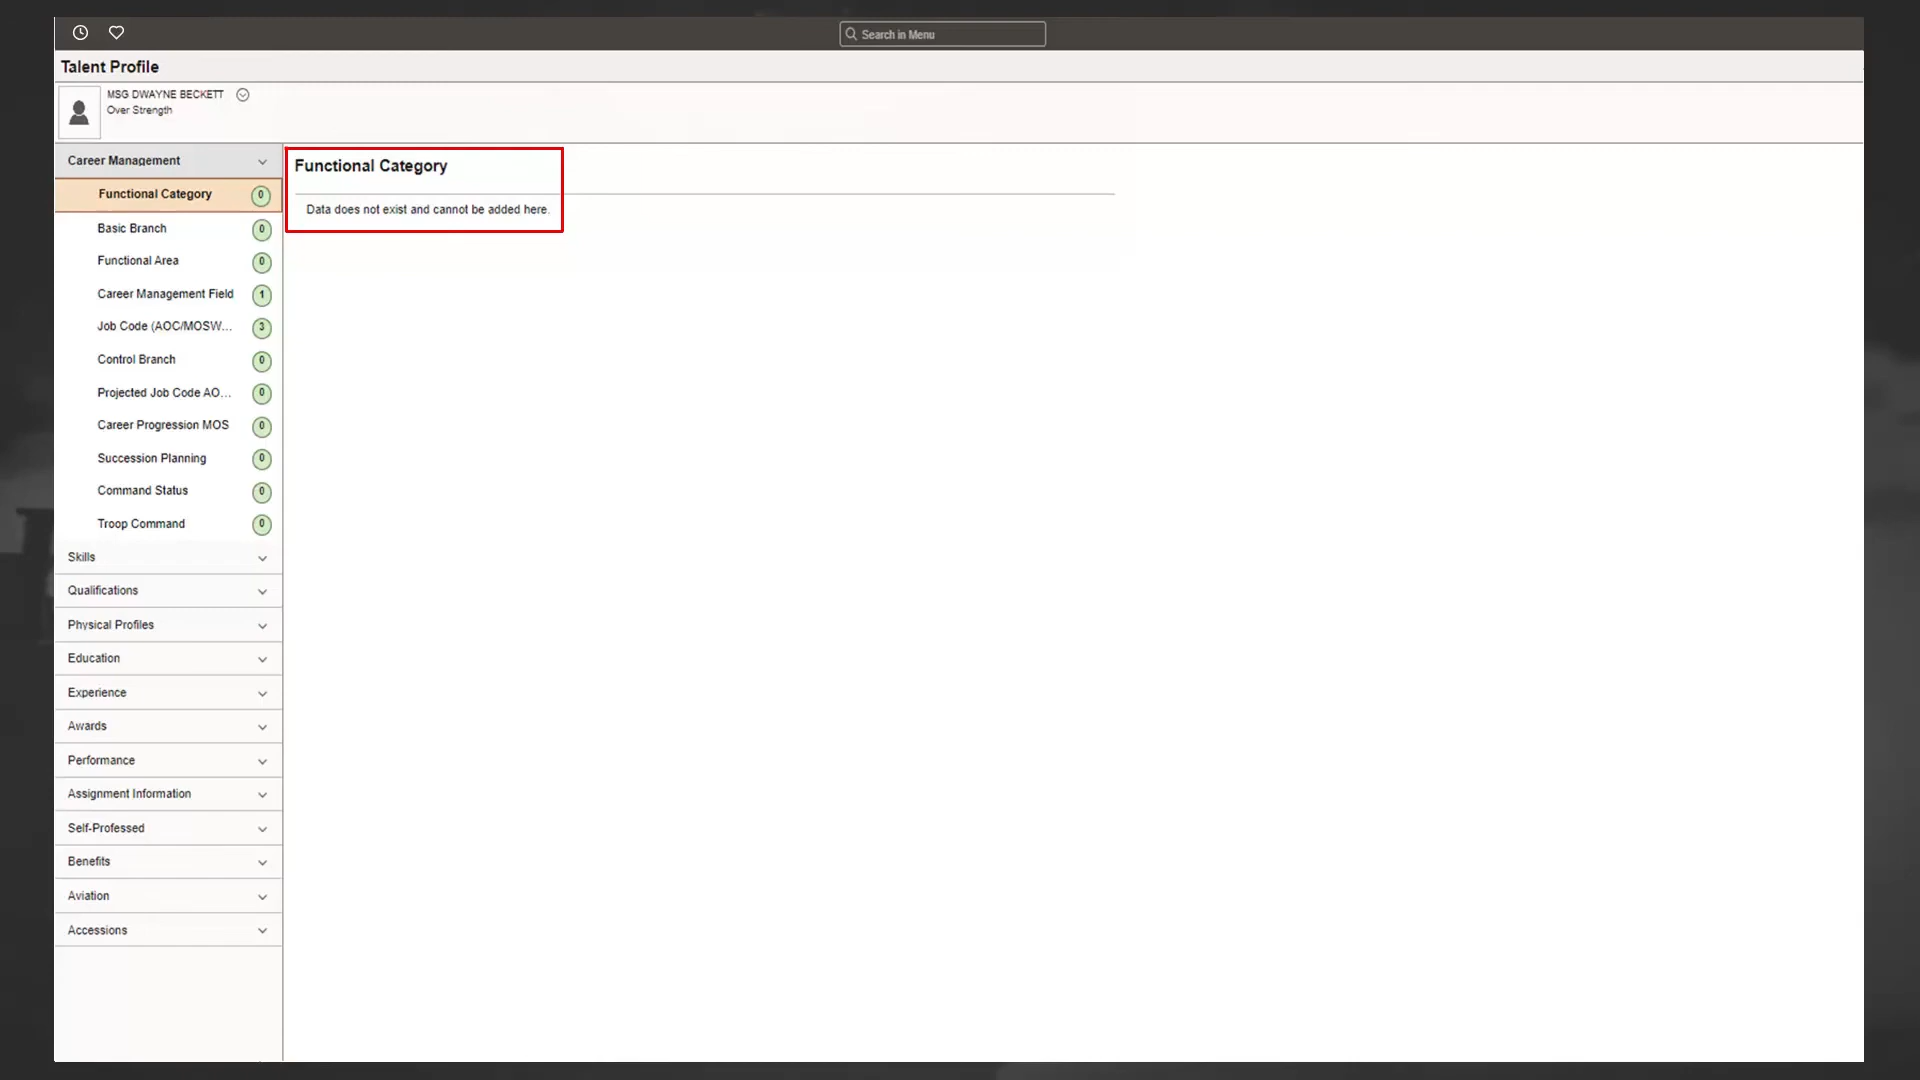 Search in Menu
Talent Profile
MSG DWAYNE BECKETT
Over Strength
Career Management
Functional Category 0
Basic Branch 0
Functional Area 0
Career Management Field 1
Job Code (AOC/MOSW... 3
Control Branch 0
Projected Job Code AO... 0
Career Progression MOS 0
Succession Planning 0
Command Status 0
Troop Command 0
Skills
Qualifications
Physical Profiles
Education
Experience
Awards
Performance
Assignment Information
Self-Professed
Benefits
Aviation
Accessions
Functional Category
Data does not exist and cannot be added here.